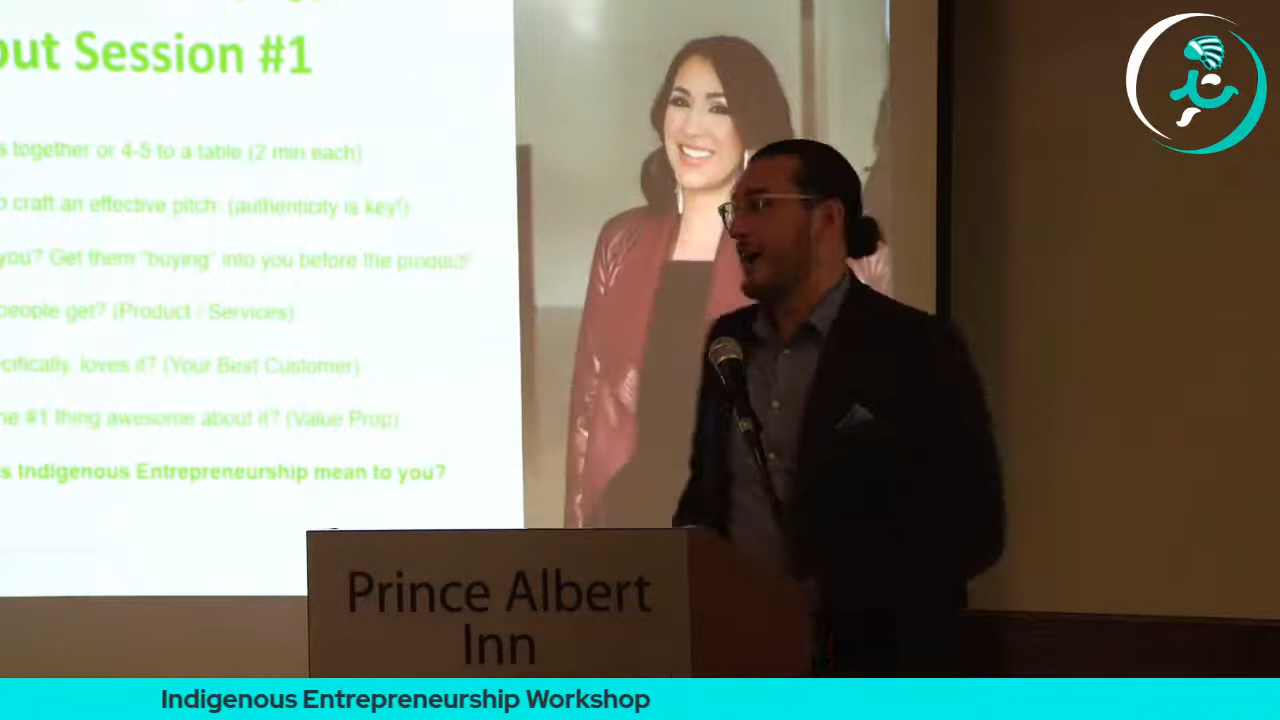 out Session #1
s together or 4-5 to a table (2 min each)
o craft an effective pitch: (authenticity is key!)
you? Get them "buying" into you before the product!
people get? (Product / Services)
cifically, loves it? (Your Best Customer)
he #1 thing awesome about it? (Value Prop)
s Indigenous Entrepreneurship mean to you?
Prince Albert
Inn
Indigenous Entrepreneurship Workshop